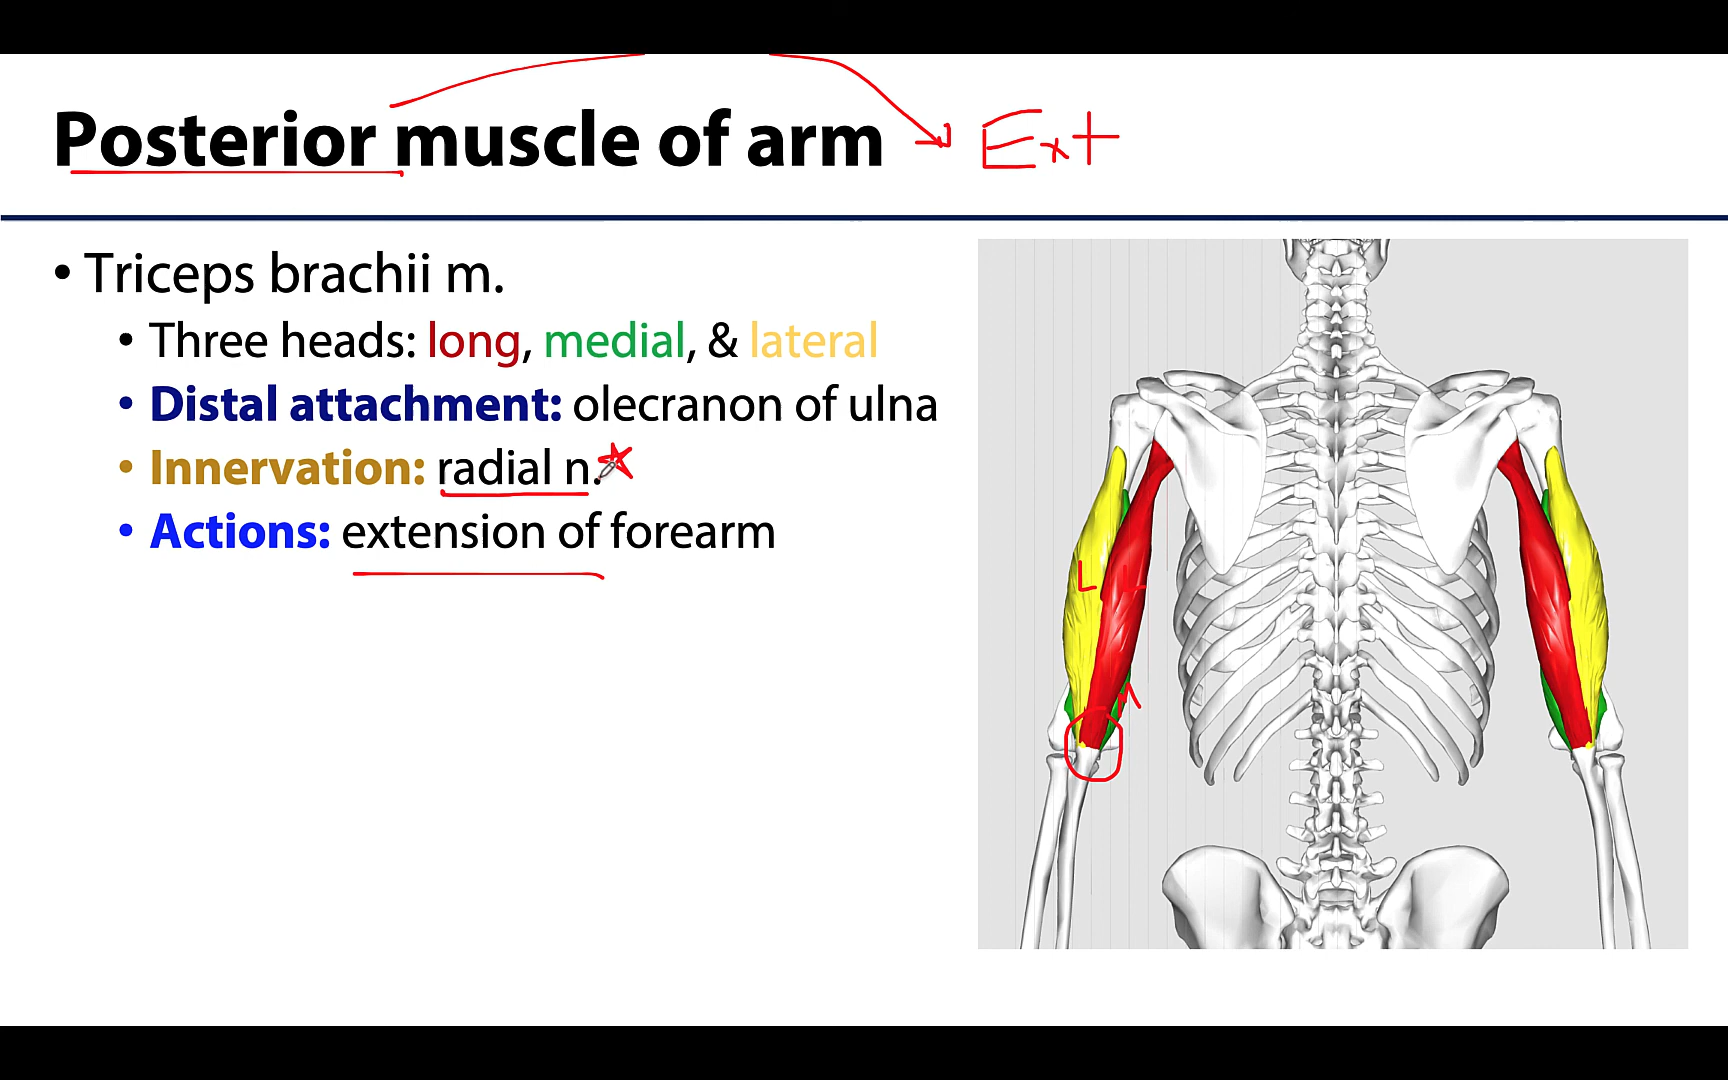 Posterior muscle of arm Ext
• Triceps brachii m.
• Three heads: long, medial, & lateral
• Distal attachment: olecranon of ulna
• Innervation: radial n.
• Actions: extension of forearm
L L
M